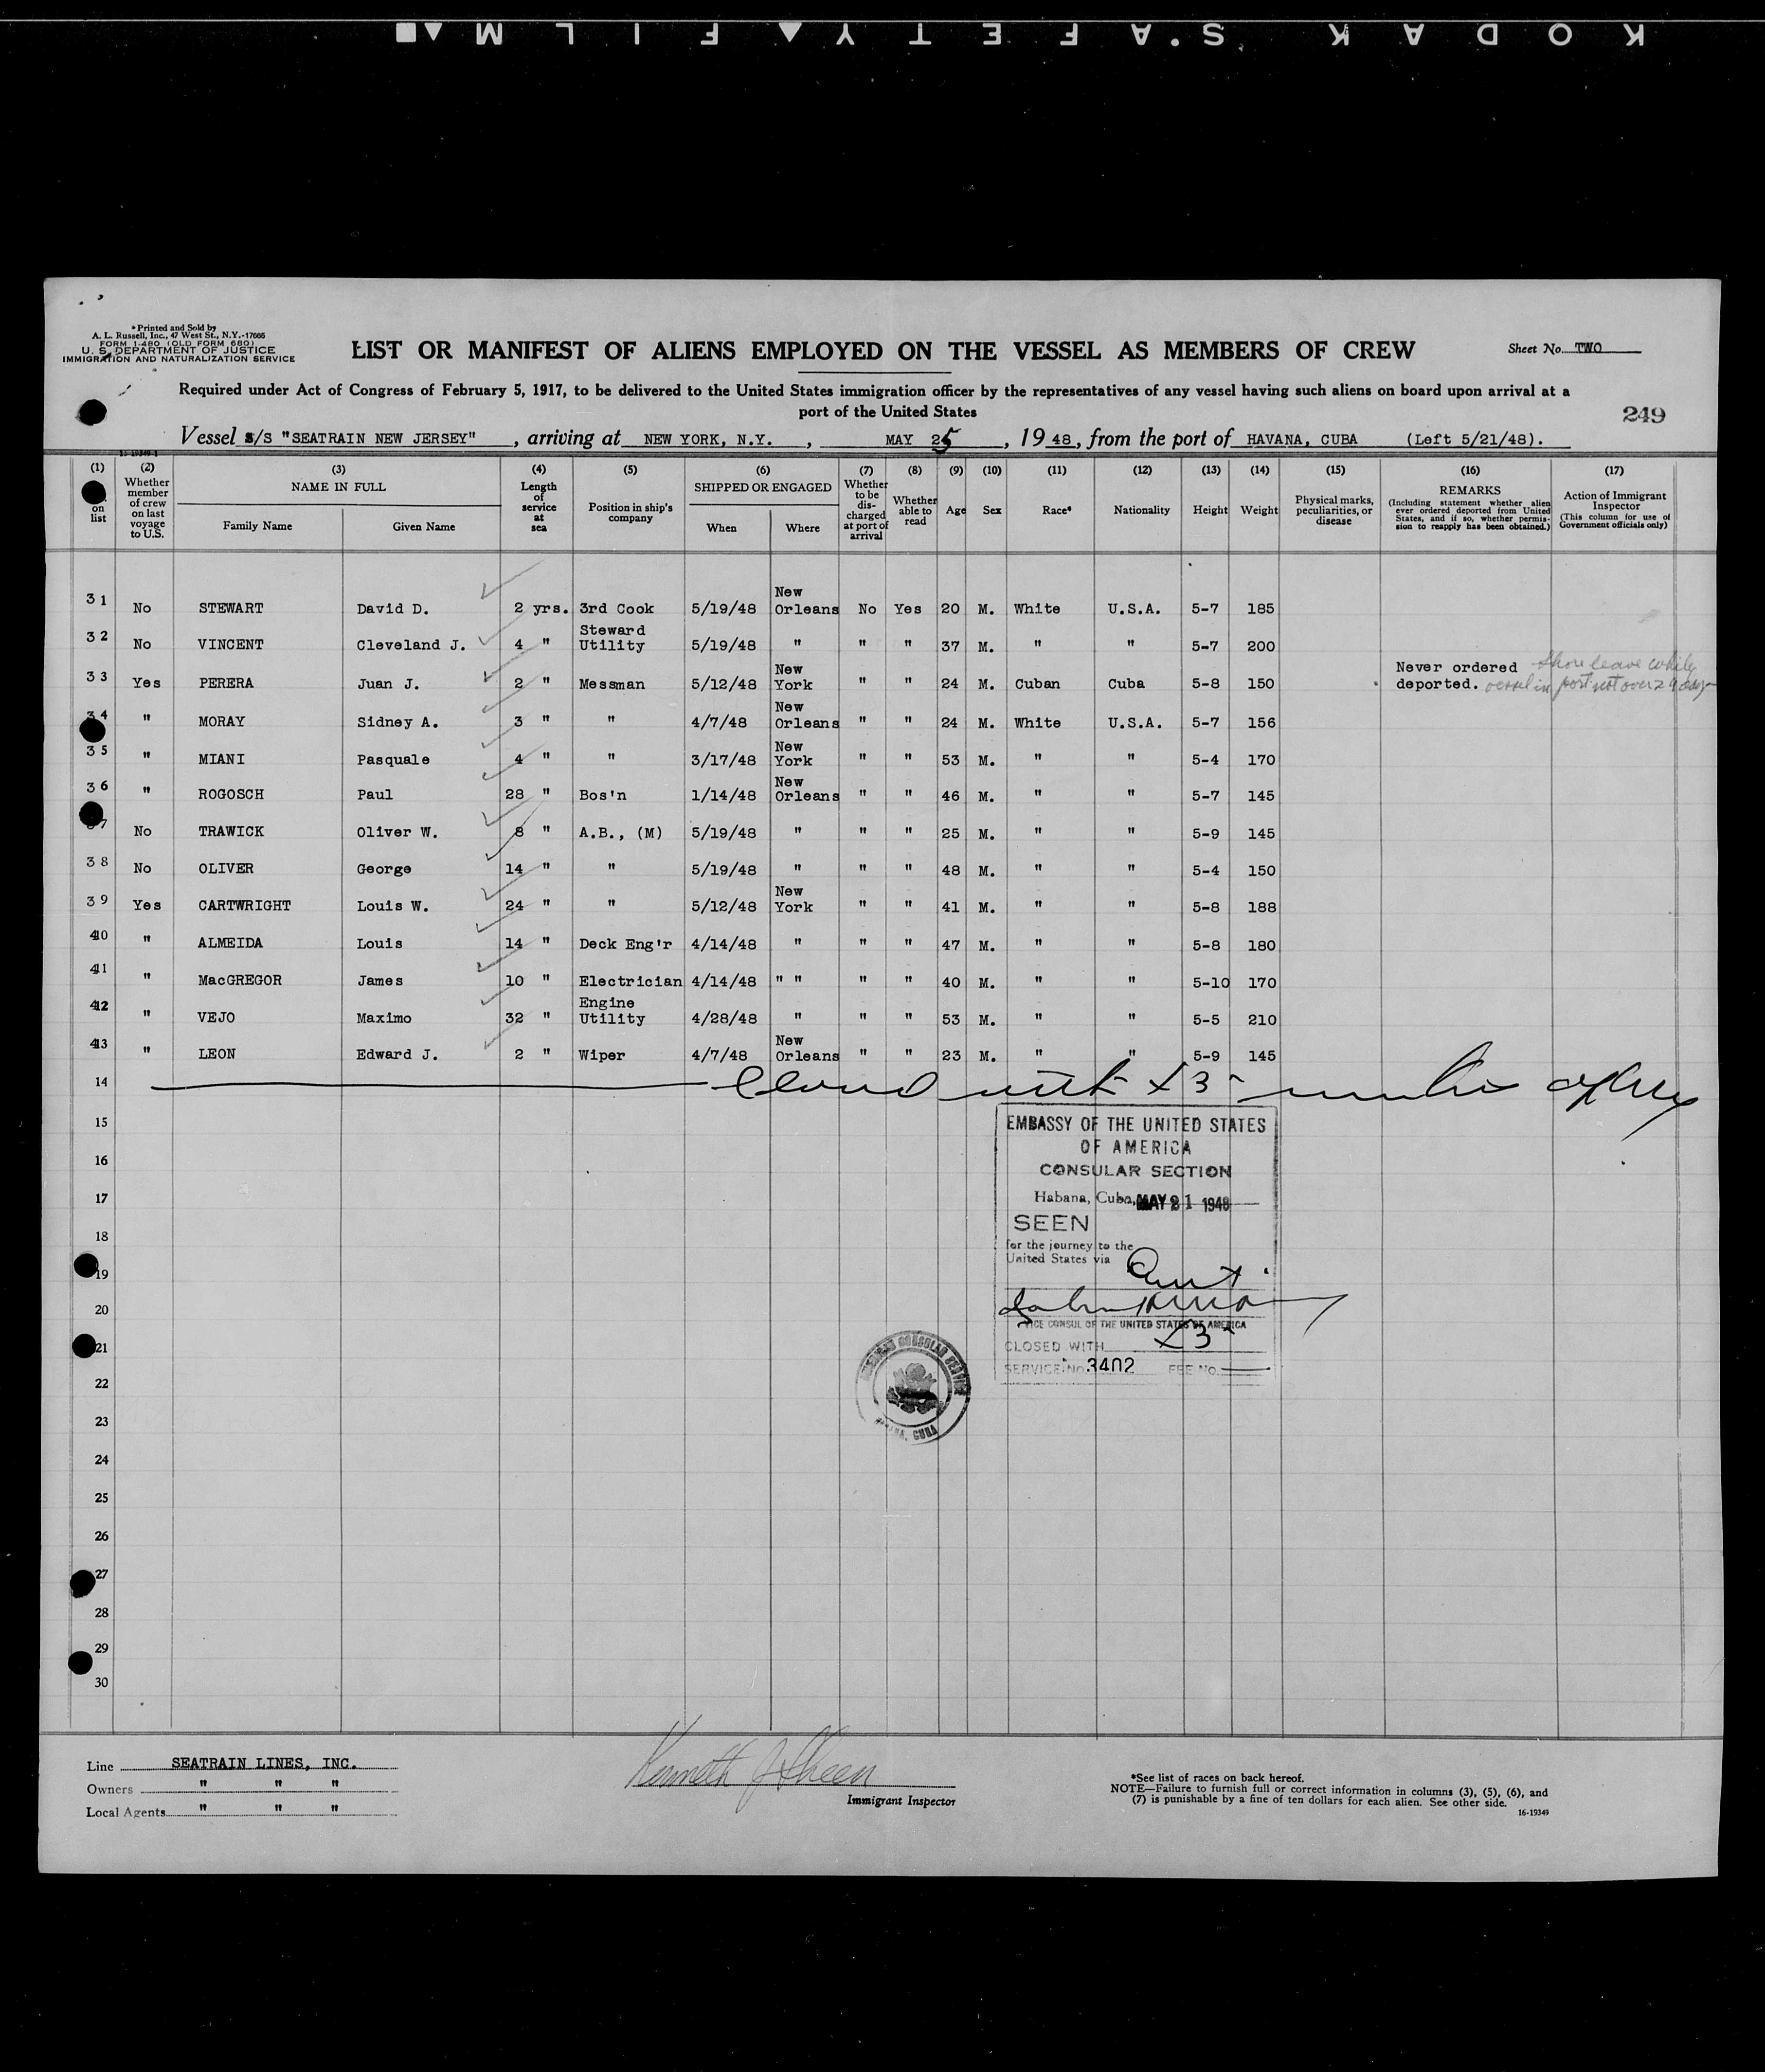 KODAK S.AFETY FILM
*Printed and Sold by
A. L. Russell, Inc., 47 West St., N.Y.-17665
FORM I-480 (OLD FORM 680)
U. S. DEPARTMENT OF JUSTICE
IMMIGRATION AND NATURALIZATION SERVICE
LIST OR MANIFEST OF ALIENS EMPLOYED ON THE VESSEL AS MEMBERS OF CREW
Sheet No. TWO
Required under Act of Congress of February 5, 1917, to be delivered to the United States immigration officer by the representatives of any vessel having such aliens on board upon arrival at a
port of the United States
249
Vessel S/S "SEATRAIN NEW JERSEY", arriving at NEW YORK, N.Y., MAY 25, 1948, from the port of HAVANA, CUBA (Left 5/21/48).
(1) on list
(2) Whether member of crew on last voyage to U.S.
(3) NAME IN FULL Family Name Given Name
(4) Length of service at sea
(5) Position in ship's company
(6) SHIPPED OR ENGAGED When Where
(7) Whether to be discharged at port of arrival
(8) Whether able to read
(9) Age
(10) Sex
(11) Race*
(12) Nationality
(13) Height
(14) Weight
(15) Physical marks, peculiarities, or disease
(16) REMARKS (Including statement whether alien ever ordered deported from United States, and if so, whether permission to reapply has been obtained.)
(17) Action of Immigrant Inspector (This column for use of Government officials only)
31 No STEWART David D. 2 yrs. 3rd Cook 5/19/48 New Orleans No Yes 20 M. White U.S.A. 5-7 185
32 No VINCENT Cleveland J. 4 " Steward Utility 5/19/48 " " " 37 M. " " 5-7 200
33 Yes PERERA Juan J. 2 " Messman 5/12/48 New York " " 24 M. Cuban Cuba 5-8 150 Never ordered deported. Shore leave while vessel in port not over 29 days
34 " MORAY Sidney A. 3 " " 4/7/48 New Orleans " " 24 M. White U.S.A. 5-7 156
35 " MIANI Pasquale 4 " " 3/17/48 New York " " 53 M. " " 5-4 170
36 " ROGOSCH Paul 28 " Bos'n 1/14/48 New Orleans " " 46 M. " " 5-7 145
37 No TRAWICK Oliver W. 8 " A.B., (M) 5/19/48 " " " 25 M. " " 5-9 145
38 No OLIVER George 14 " " 5/19/48 " " " 48 M. " " 5-4 150
39 Yes CARTWRIGHT Louis W. 24 " " 5/12/48 New York " " 41 M. " " 5-8 188
40 " ALMEIDA Louis 14 " Deck Eng'r 4/14/48 " " " 47 M. " " 5-8 180
41 " MacGREGOR James 10 " Electrician 4/14/48 " " " " 40 M. " " 5-10 170
42 " VEJO Maximo 32 " Engine Utility 4/28/48 " " " 53 M. " " 5-5 210
43 " LEON Edward J. 2 " Wiper 4/7/48 New Orleans " " 23 M. " " 5-9 145
14
15
16
17
18
19
20
21
22
23
24
25
26
27
28
29
30
EMBASSY OF THE UNITED STATES
OF AMERICA
CONSULAR SECTION
Habana, Cuba, MAY 21 1948
SEEN
for the journey to the
United States via
VICE CONSUL OF THE UNITED STATES OF AMERICA
CLOSED WITH
SERVICE No. 3402 FEE No.
AMERICAN CONSULAR SERVICE
CUBA
Line SEATRAIN LINES, INC.
Owners " " "
Local Agents " " "
Kenneth J Sheen
Immigrant Inspector
*See list of races on back hereof.
NOTE—Failure to furnish full or correct information in columns (3), (5), (6), and
(7) is punishable by a fine of ten dollars for each alien. See other side.
16-19349